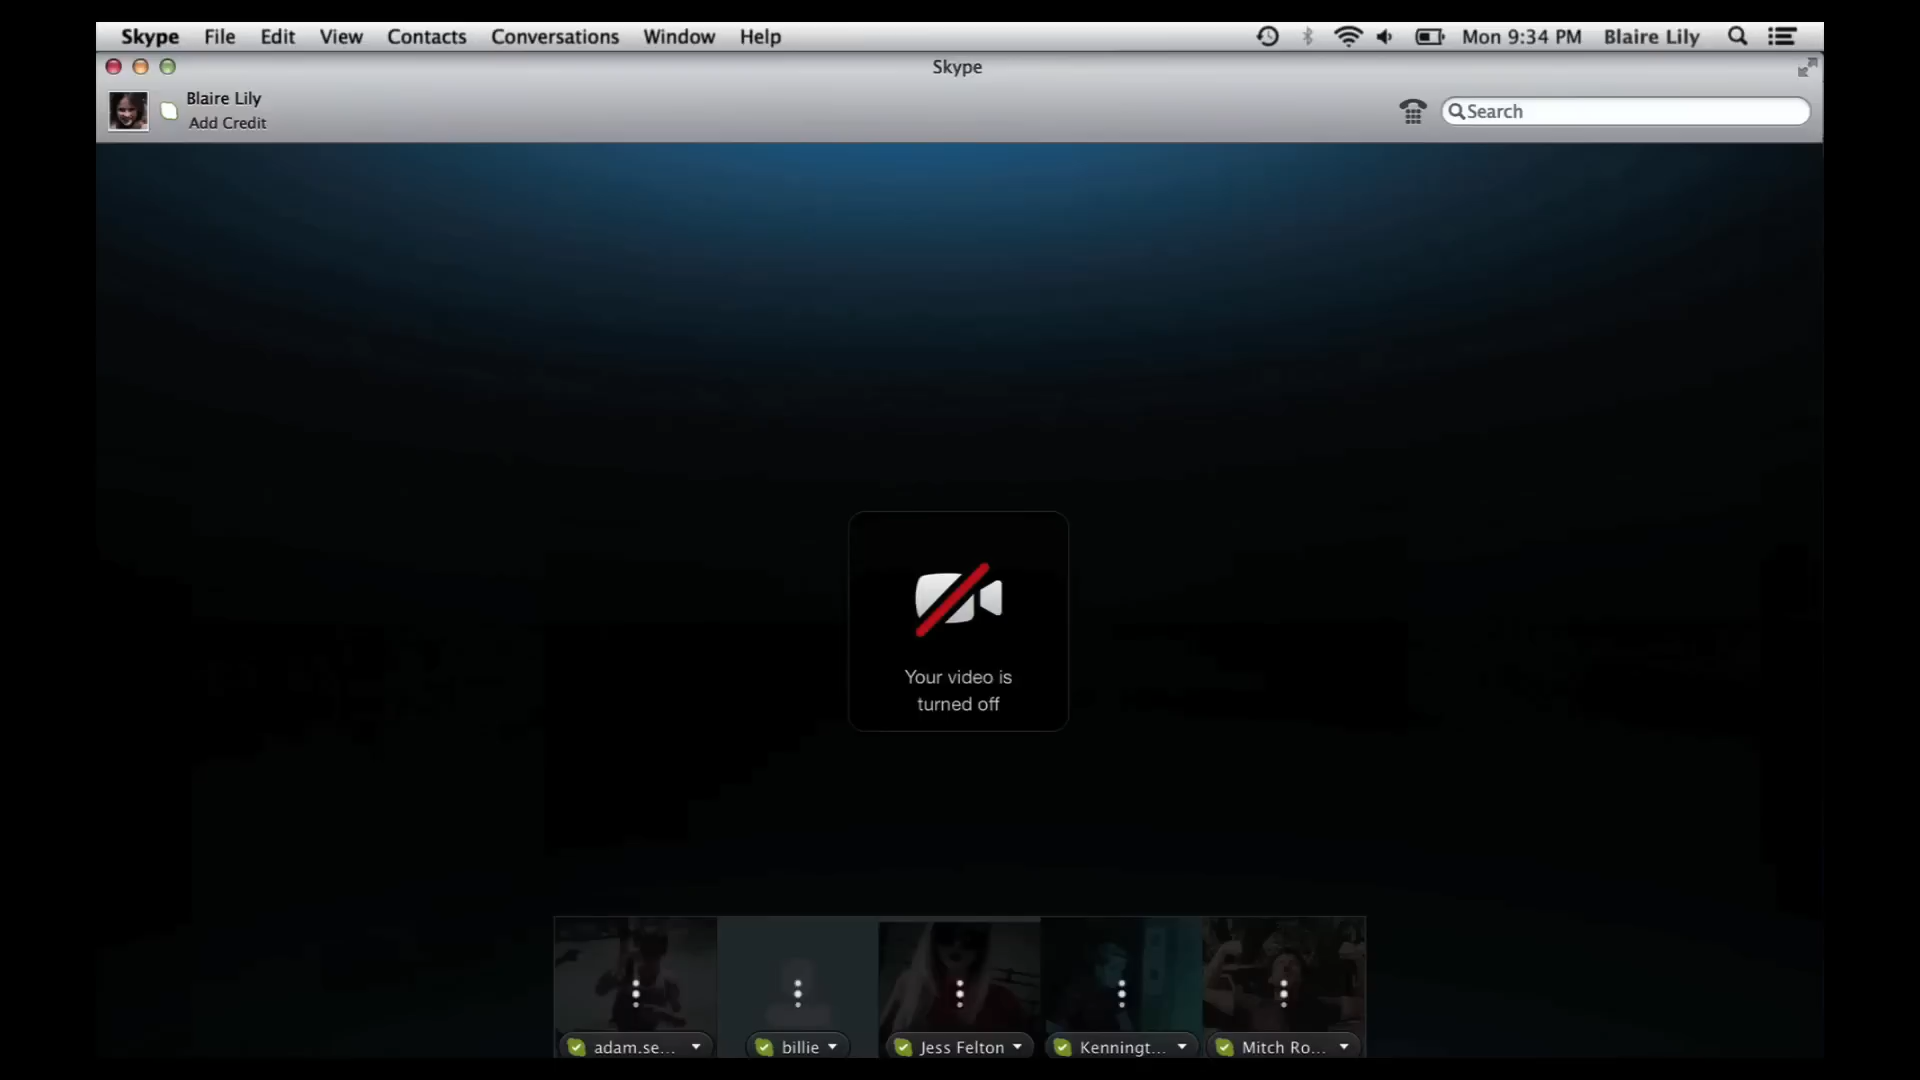 Skype File Edit View Contacts Conversations Window Help Mon 9:34 PM Blaire Lily
Skype
Blaire Lily
Add Credit
Search
Your video is
turned off
adam.se... billie Jess Felton Kenningt... Mitch Ro...